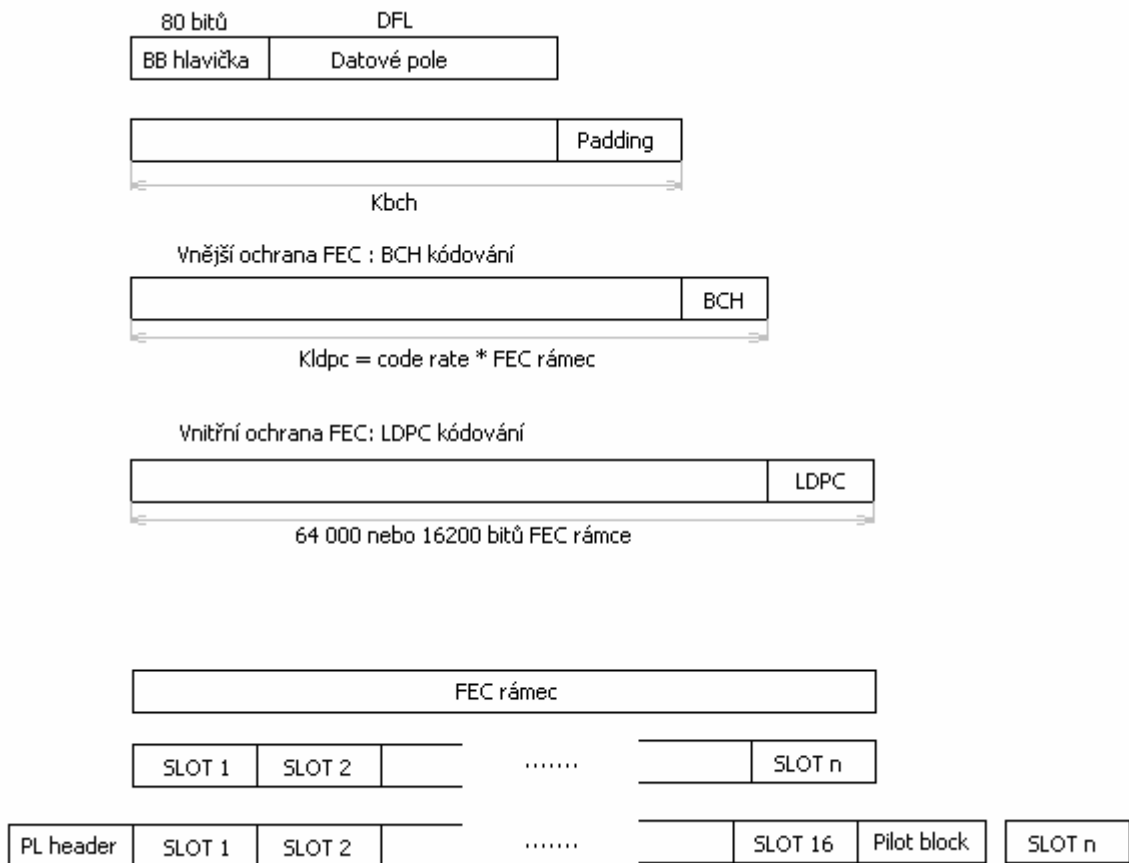 80 bitů DFL
BB hlavička Datové pole
Padding
Kbch
Vnější ochrana FEC : BCH kódování
BCH
Kldpc = code rate * FEC rámec
Vnitřní ochrana FEC: LDPC kódování
LDPC
64 000 nebo 16200 bitů FEC rámce
FEC rámec
SLOT 1 SLOT 2 ....... SLOT n
PL header SLOT 1 SLOT 2 ....... SLOT 16 Pilot block SLOT n